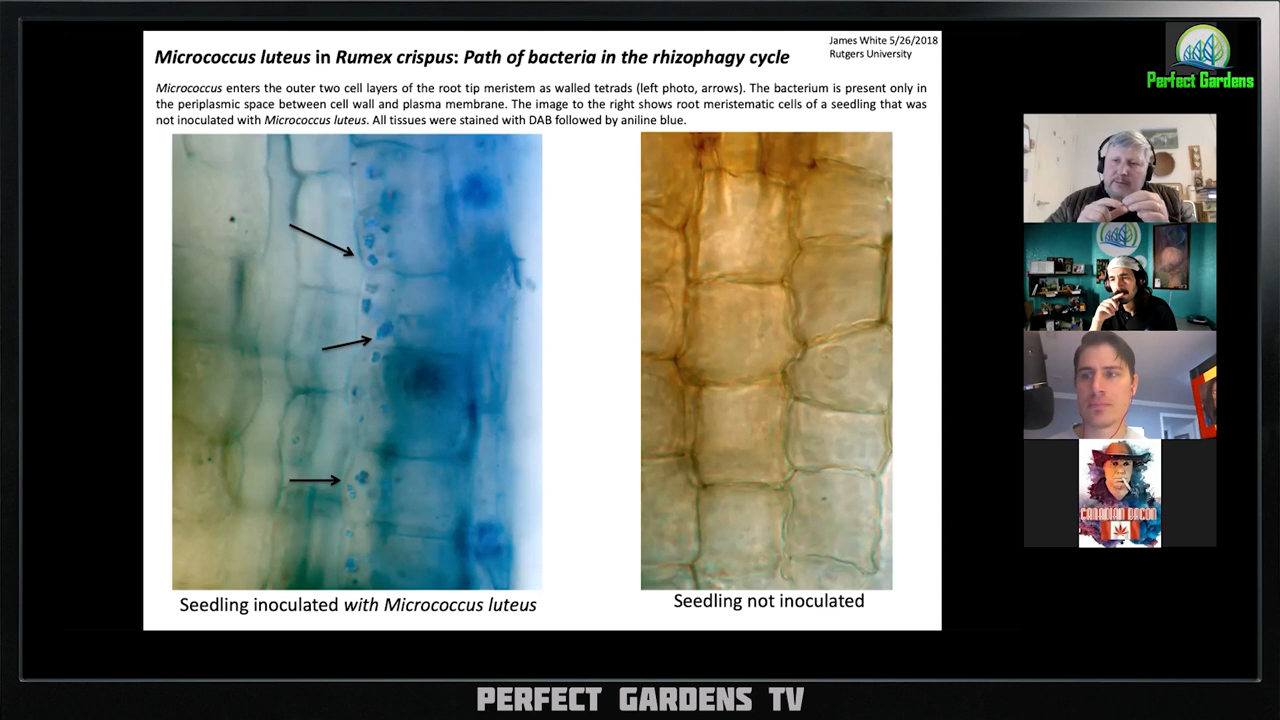 James White 5/26/2018
Rutgers University
Micrococcus luteus in Rumex crispus: Path of bacteria in the rhizophagy cycle
Micrococcus enters the outer two cell layers of the root tip meristem as walled tetrads (left photo, arrows). The bacterium is present only in
the periplasmic space between cell wall and plasma membrane. The image to the right shows root meristematic cells of a seedling that was
not inoculated with Micrococcus luteus. All tissues were stained with DAB followed by aniline blue.
Seedling inoculated with Micrococcus luteus
Seedling not inoculated
Perfect Gardens
CANADIAN BACON
PERFECT GARDENS TV